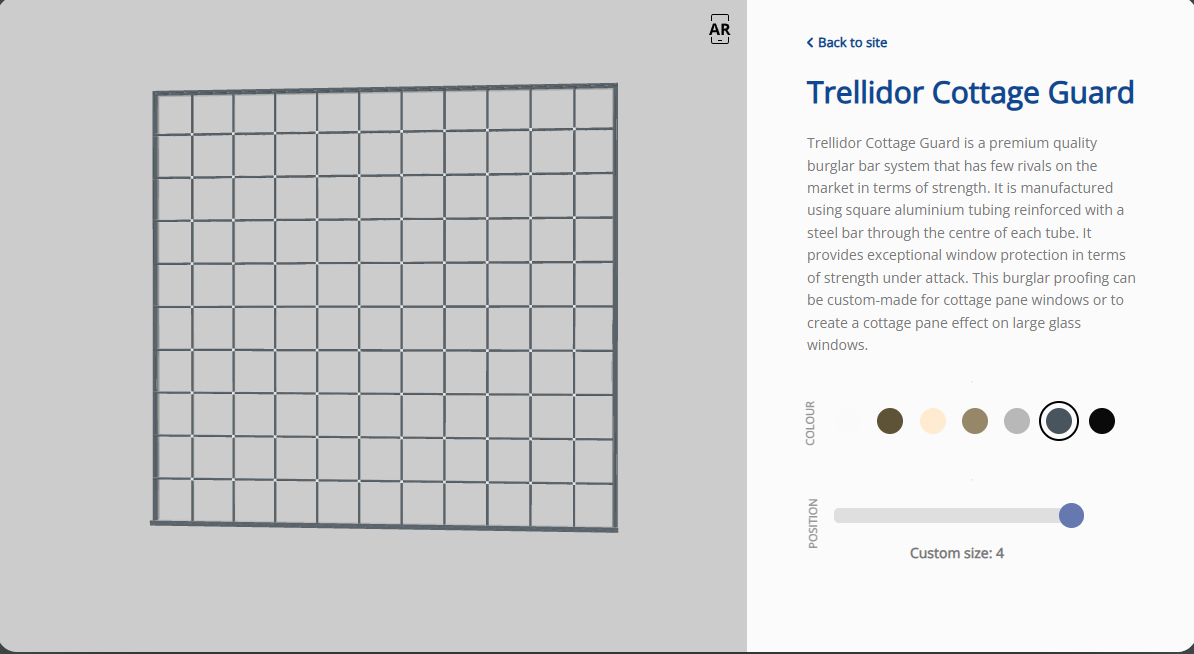 AR
Back to site
Trellidor Cottage Guard
Trellidor Cottage Guard is a premium quality
burglar bar system that has few rivals on the
market in terms of strength. It is manufactured
using square aluminium tubing reinforced with a
steel bar through the centre of each tube. It
provides exceptional window protection in terms
of strength under attack. This burglar proofing can
be custom-made for cottage pane windows or to
create a cottage pane effect on large glass
windows.
COLOUR
POSITION
Custom size: 4